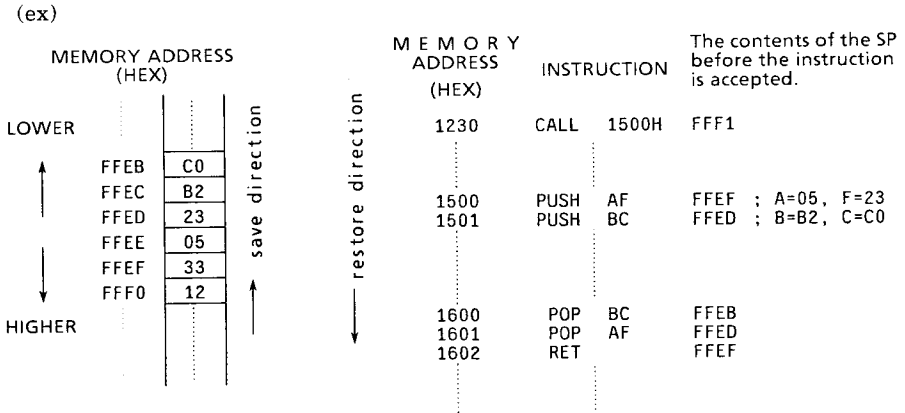 (ex)
MEMORY ADDRESS
(HEX)
LOWER
FFEB C0
FFEC B2
FFED 23
FFEE 05
FFEF 33
FFF0 12
HIGHER
save direction
restore direction
MEMORY
ADDRESS
(HEX)
INSTRUCTION
The contents of the SP
before the instruction
is accepted.
1230 CALL 1500H FFF1
1500 PUSH AF FFEF ; A=05, F=23
1501 PUSH BC FFED ; B=B2, C=C0
1600 POP BC FFEB
1601 POP AF FFED
1602 RET FFEF